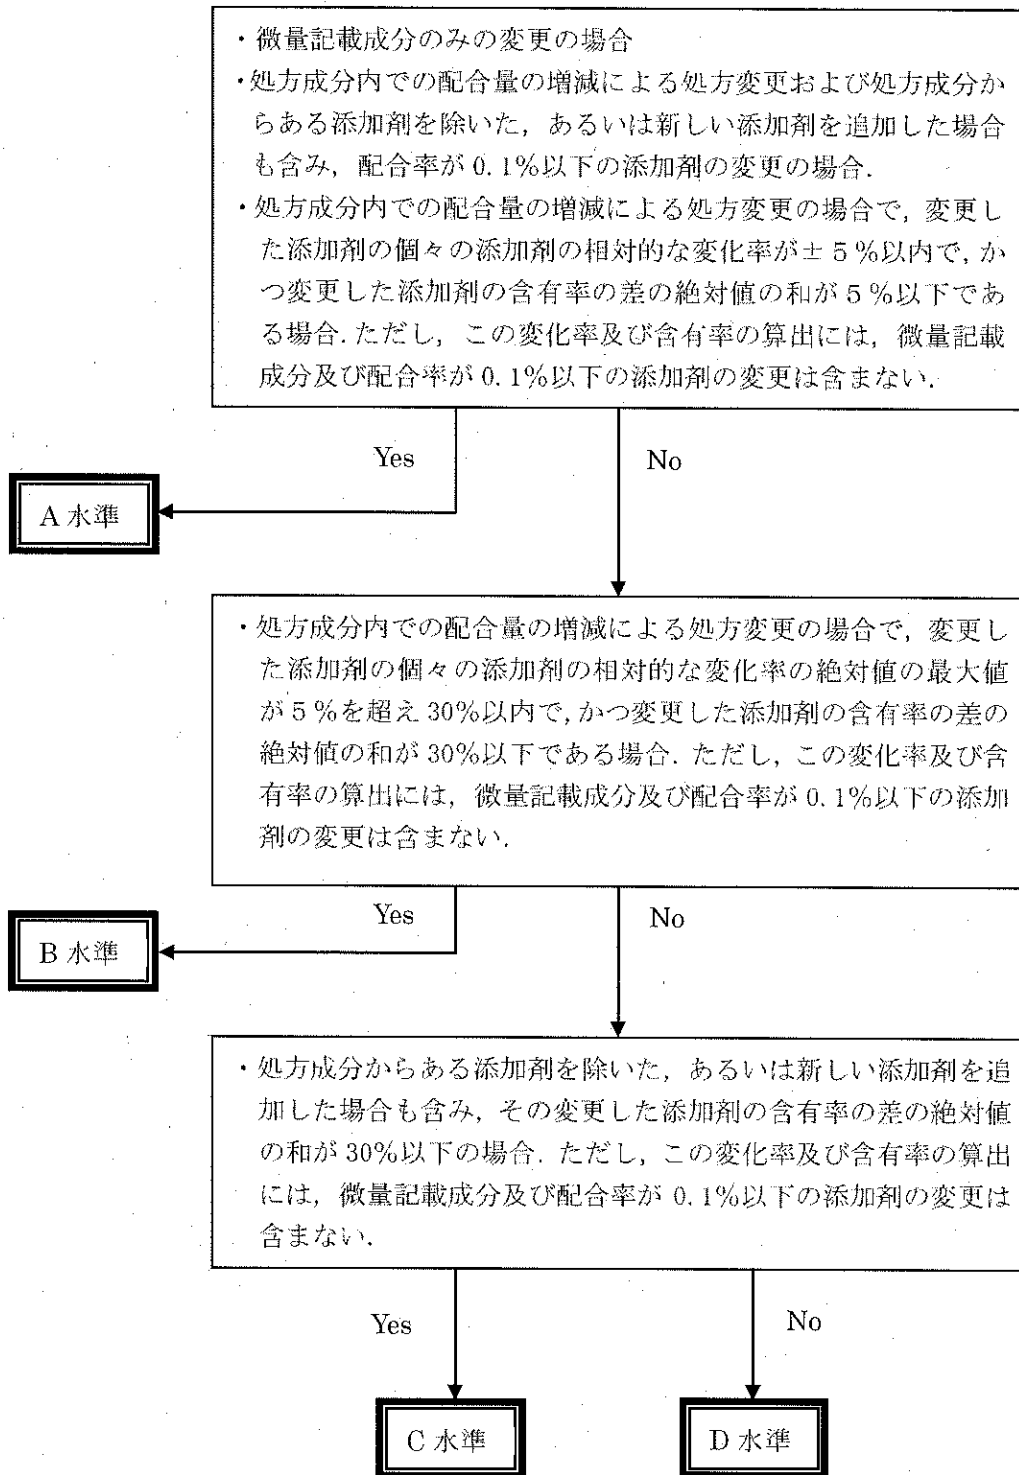 ・微量記載成分のみの変更の場合
・処方成分内での配合量の増減による処方変更および処方成分か
らある添加剤を除いた，あるいは新しい添加剤を追加した場合
も含み，配合率が 0.1%以下の添加剤の変更の場合.
・処方成分内での配合量の増減による処方変更の場合で，変更し
た添加剤の個々の添加剤の相対的な変化率が± 5 %以内で，か
つ変更した添加剤の含有率の差の絶対値の和が 5 %以下であ
る場合. ただし，この変化率及び含有率の算出には，微量記載
成分及び配合率が 0.1%以下の添加剤の変更は含まない.
Yes
No
A 水準
・処方成分内での配合量の増減による処方変更の場合で，変更し
た添加剤の個々の添加剤の相対的な変化率の絶対値の最大値
が 5 %を超え 30%以内で，かつ変更した添加剤の含有率の差の
絶対値の和が 30%以下である場合. ただし，この変化率及び含
有率の算出には，微量記載成分及び配合率が 0.1%以下の添加
剤の変更は含まない.
Yes
No
B 水準
・処方成分からある添加剤を除いた，あるいは新しい添加剤を追
加した場合も含み，その変更した添加剤の含有率の差の絶対値
の和が 30%以下の場合. ただし，この変化率及び含有率の算出
には，微量記載成分及び配合率が 0.1%以下の添加剤の変更は
含まない.
Yes
No
C 水準
D 水準